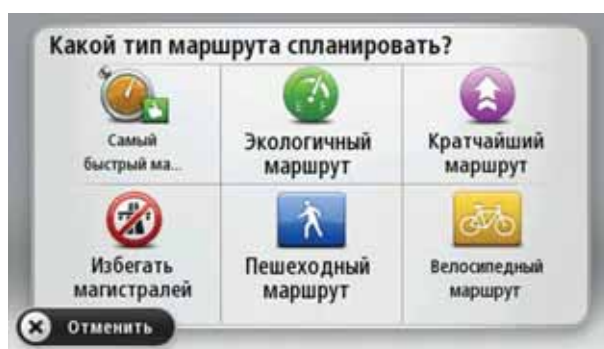 Какой тип маршрута спланировать?
Самый
быстрый ма...
Экологичный
маршрут
Кратчайший
маршрут
Избегать
магистралей
Пешеходный
маршрут
Велосипедный
маршрут
Отменить